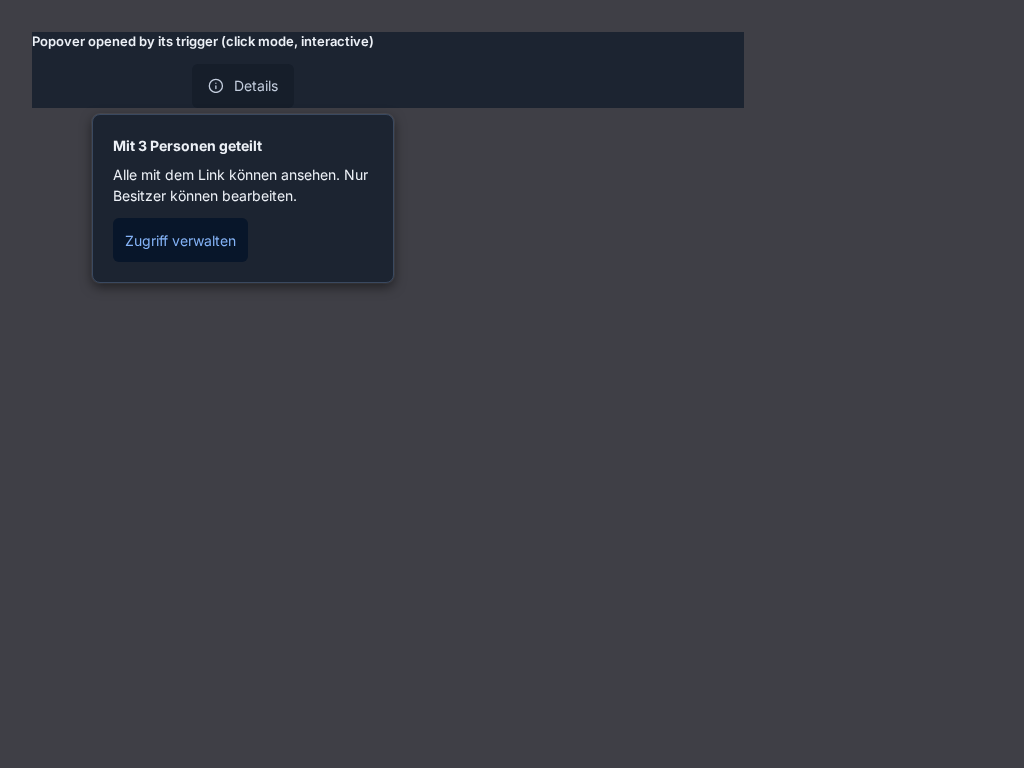 Popover opened by its trigger (click mode, interactive)
Details
Mit 3 Personen geteilt
Alle mit dem Link können ansehen. Nur
Besitzer können bearbeiten.
Zugriff verwalten